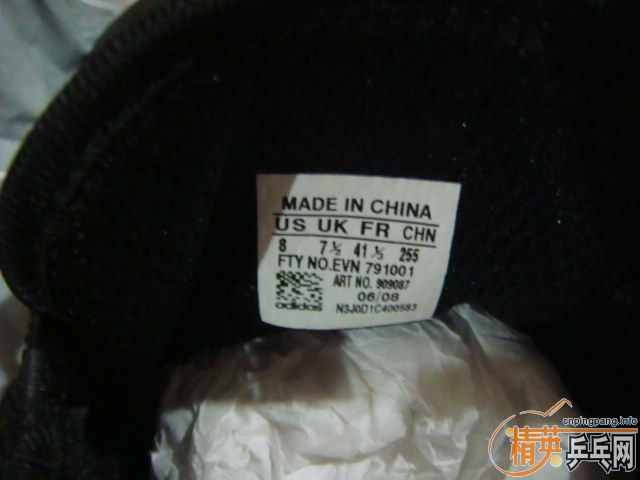 MADE IN CHINA
US UK FR CHN
8 7½ 41⅓ 255
FTY NO.EVN 791001
ART NO. 909087
06/08
adidas N3J0D1C400583
cnpingpang.info
精英乒乓网